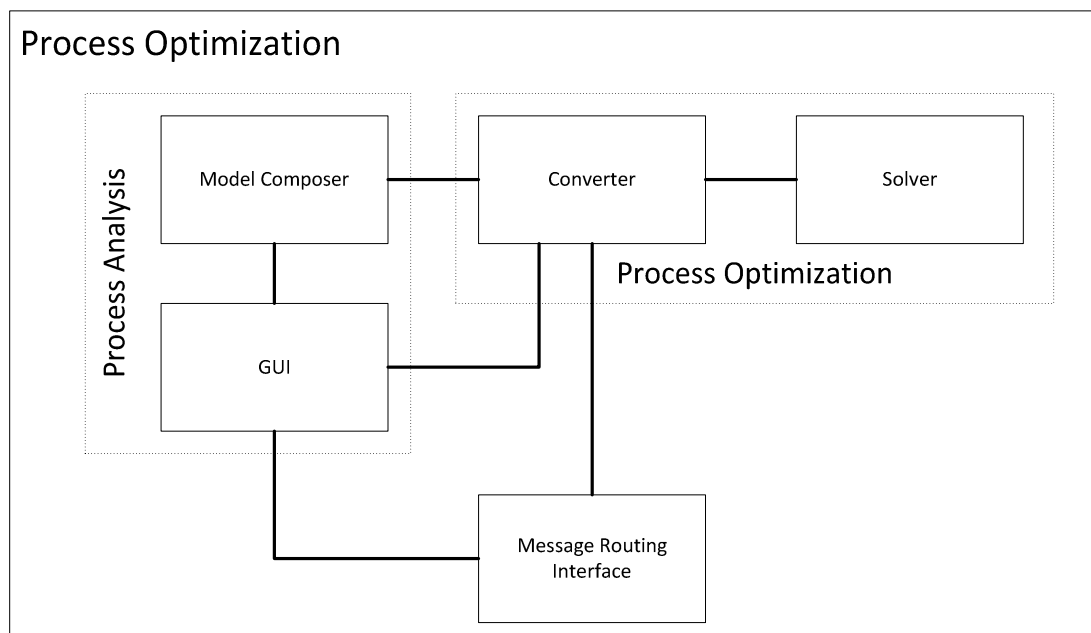 Process Optimization
Process Analysis
Model Composer
Converter
Solver
Process Optimization
GUI
Message Routing
Interface